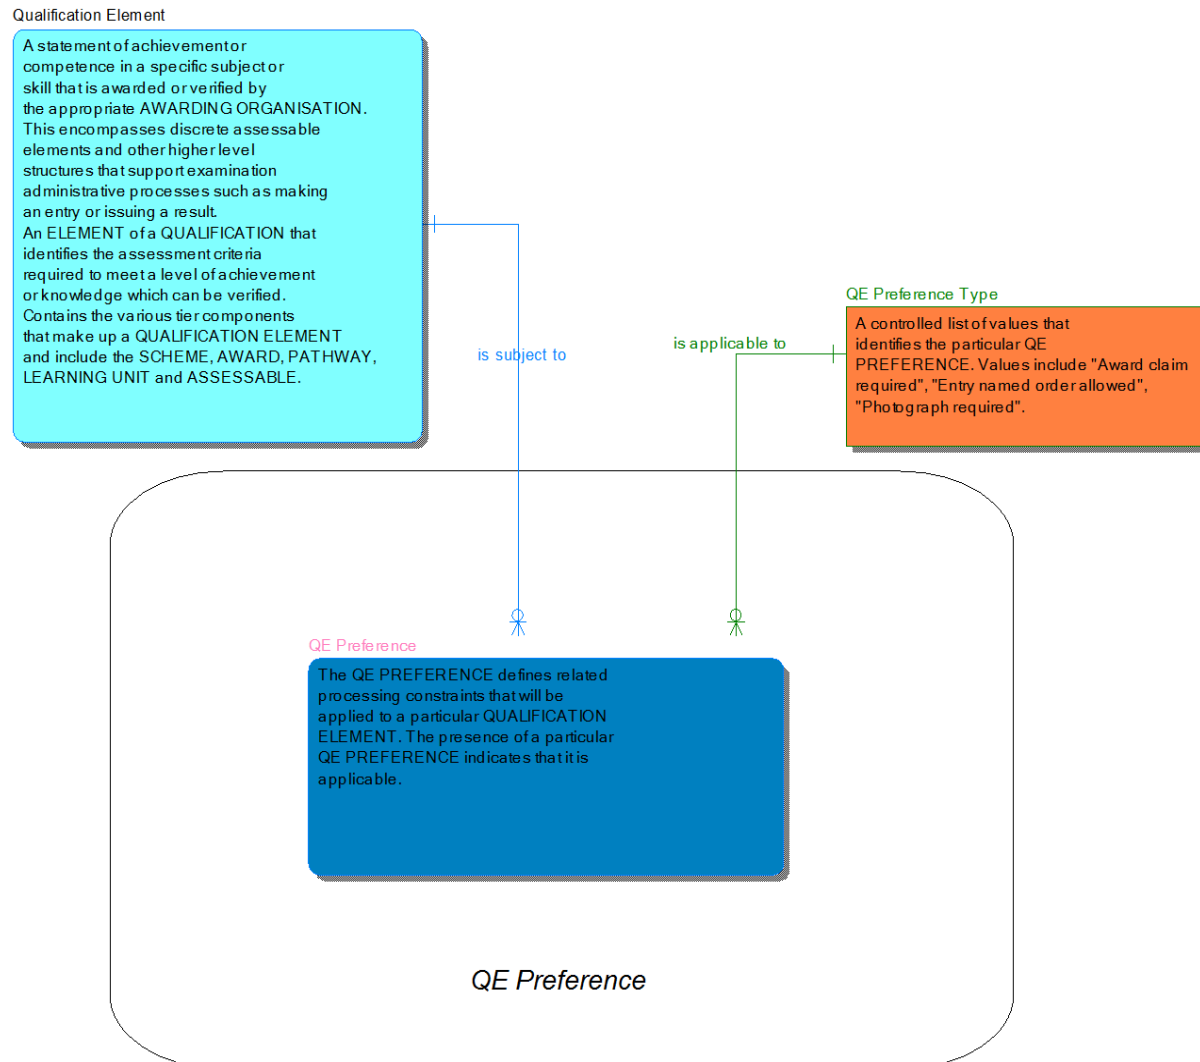 Qualification Element
A statement of achievement or
competence in a specific subject or
skill that is awarded or verified by
the appropriate AWARDING ORGANISATION.
This encompasses discrete assessable
elements and other higher level
structures that support examination
administrative processes such as making
an entry or issuing a result.
An ELEMENT of a QUALIFICATION that
identifies the assessment criteria
required to meet a level of achievement
or knowledge which can be verified.
Contains the various tier components
that make up a QUALIFICATION ELEMENT
and include the SCHEME, AWARD, PATHWAY,
LEARNING UNIT and ASSESSABLE.
is subject to
is applicable to
QE Preference Type
A controlled list of values that
identifies the particular QE
PREFERENCE. Values include "Award claim
required", "Entry named order allowed",
"Photograph required".
QE Preference
The QE PREFERENCE defines related
processing constraints that will be
applied to a particular QUALIFICATION
ELEMENT. The presence of a particular
QE PREFERENCE indicates that it is
applicable.
QE Preference